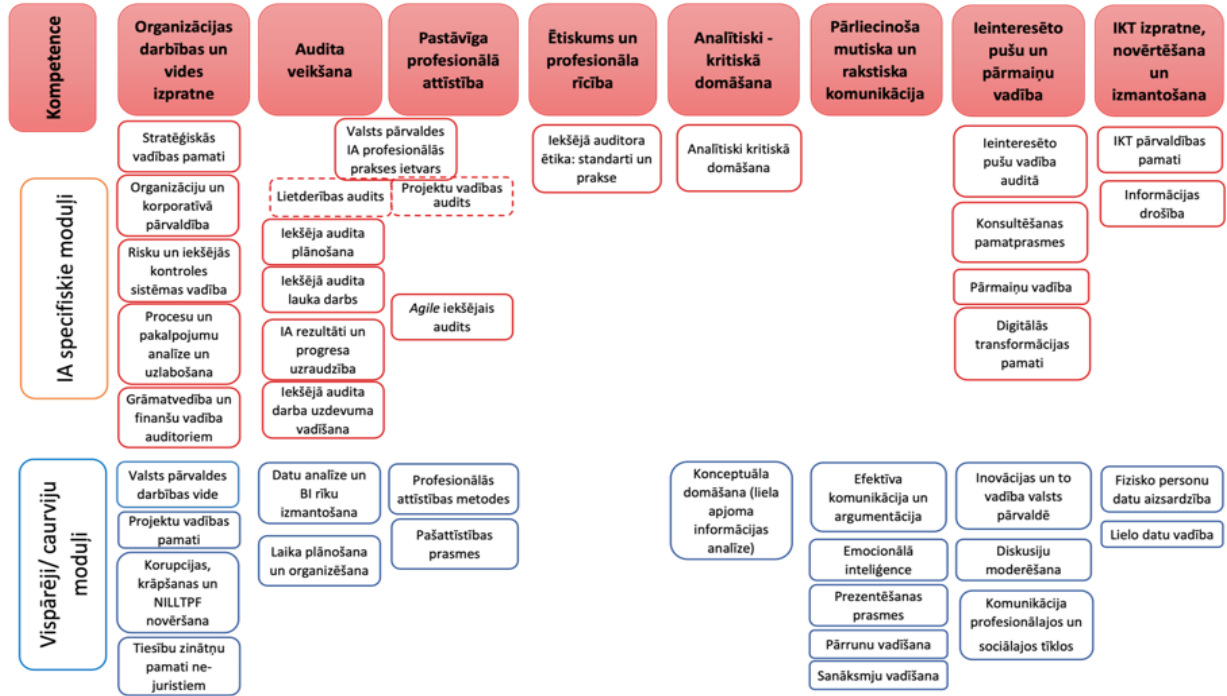 Kompetence
Organizācijas
darbības un
vides
izpratne
Audita
veikšana
Pastāvīga
profesionālā
attīstība
Ētiskums un
profesionāla
rīcība
Analītiski -
kritiskā
domāšana
Pārliecinoša
mutiska un
rakstiska
komunikācija
Ieinteresēto
pušu un
pārmaiņu
vadība
IKT izpratne,
novērtēšana
un
izmantošana
IA specifiskie moduļi
Stratēģiskās
vadības pamati
Organizāciju un
korporatīvā
pārvaldība
Risku un iekšējās
kontroles
sistēmas vadība
Procesu un
pakalpojumu
analīze un
uzlabošana
Grāmatvedība un
finanšu vadība
auditoriem
Valsts pārvaldes
IA profesionālās
prakses ietvars
Lietderības audits
Projektu vadības
audits
Iekšēja audita
plānošana
Iekšējā audita
lauka darbs
IA rezultāti un
progresa
uzraudzība
Iekšējā audita
darba uzdevuma
vadīšana
Agile iekšējais
audits
Iekšējā auditora
ētika: standarti un
prakse
Analītiski kritiskā
domāšana
Ieinteresēto
pušu vadība
auditā
Konsultēšanas
pamatprasmes
Pārmaiņu vadība
Digitālās
transformācijas
pamati
IKT pārvaldības
pamati
Informācijas
drošība
Vispārēji/ caurviju
moduļi
Valsts pārvaldes
darbības vide
Projektu vadības
pamati
Korupcijas,
krāpšanas un
NILLTPF
novēršana
Tiesību zinātņu
pamati ne-
juristiem
Datu analīze un
BI rīku
izmantošana
Laika plānošana
un organizēšana
Profesionālās
attīstības metodes
Pašattīstības
prasmes
Konceptuāla
domāšana (liela
apjoma
informācijas
analīze)
Efektīva
komunikācija un
argumentācija
Emocionālā
inteliģence
Prezentēšanas
prasmes
Pārrunu vadīšana
Sanāksmju vadīšana
Inovācijas un to
vadība valsts
pārvaldē
Diskusiju
moderēšana
Komunikācija
profesionālajos un
sociālajos tīklos
Fizisko personu
datu aizsardzība
Lielo datu vadība